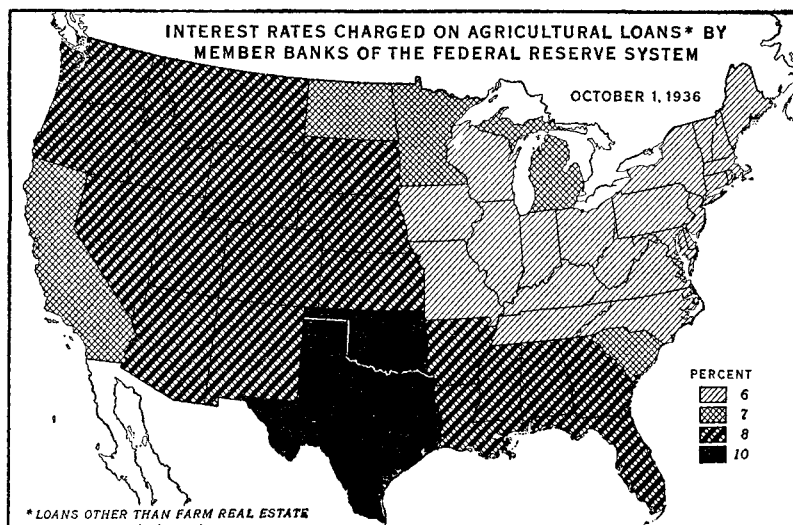 INTEREST RATES CHARGED ON AGRICULTURAL LOANS* BY
MEMBER BANKS OF THE FEDERAL RESERVE SYSTEM
OCTOBER 1, 1936
PERCENT
6
7
8
10
*LOANS OTHER THAN FARM REAL ESTATE